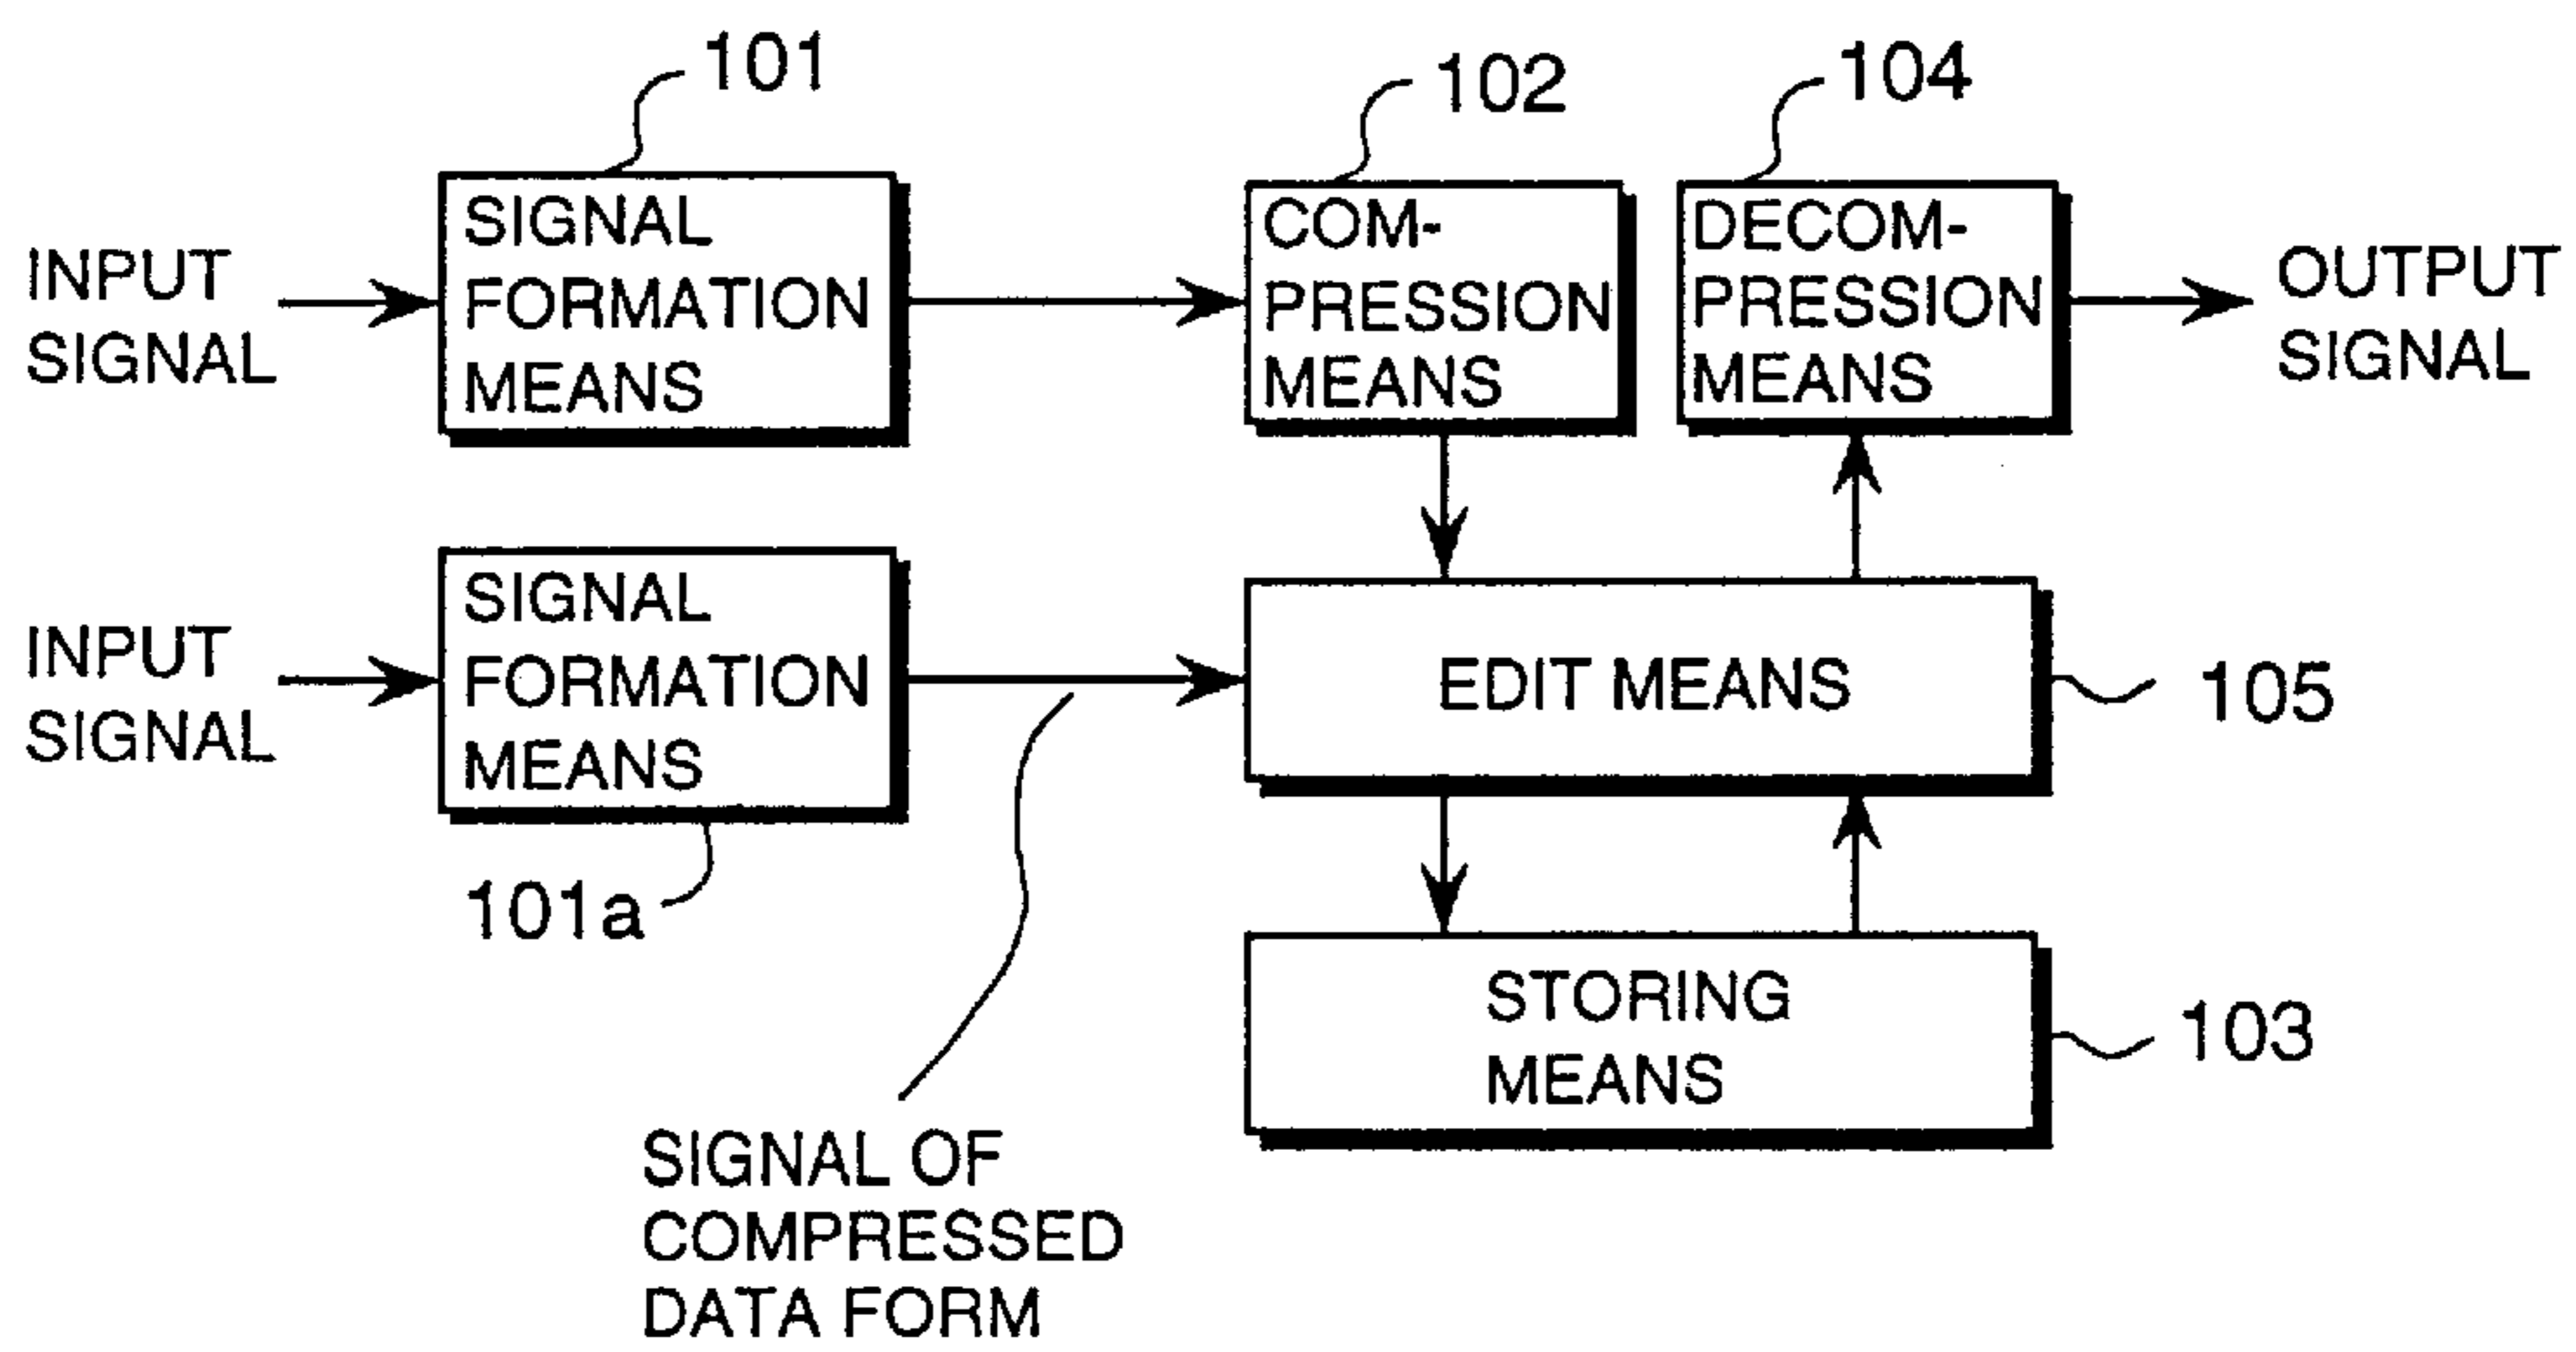 101
102
104
INPUT
SIGNAL
SIGNAL
FORMATION
MEANS
COM-
PRESSION
MEANS
DECOM-
PRESSION
MEANS
OUTPUT
SIGNAL
INPUT
SIGNAL
SIGNAL
FORMATION
MEANS
EDIT MEANS
105
101a
STORING
MEANS
103
SIGNAL OF
COMPRESSED
DATA FORM